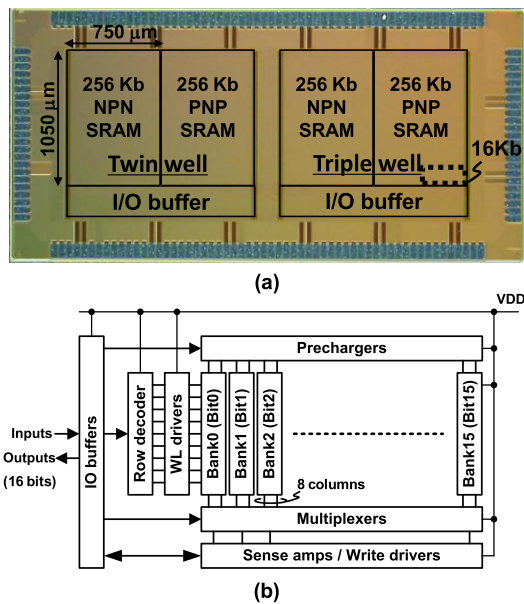 750 μm
1050 μm
256 Kb
NPN
SRAM
256 Kb
PNP
SRAM
Twin well
I/O buffer
256 Kb
NPN
SRAM
256 Kb
PNP
SRAM
Triple well
16Kb
I/O buffer
(a)
VDD
IO buffers
Row decoder
WL drivers
Prechargers
Bank0 (Bit0)
Bank1 (Bit1)
Bank2 (Bit2)
Bank15 (Bit15)
Inputs
Outputs
(16 bits)
8 columns
Multiplexers
Sense amps / Write drivers
(b)